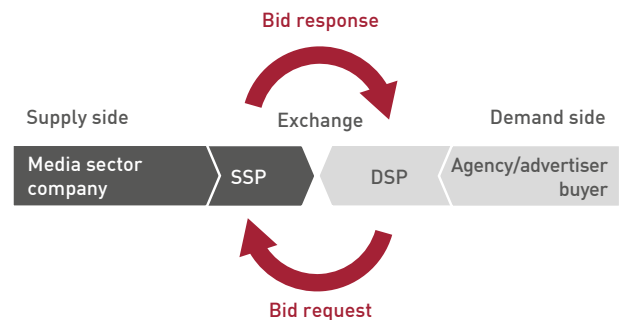 Bid response
Supply side
Exchange
Demand side
Media sector
company
SSP
DSP
Agency/advertiser
buyer
Bid request